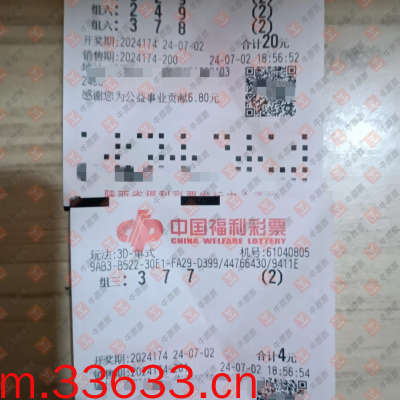 组六: 2 4 9 (2)
组六: 3 7 8 (2)
开奖期: 2024174 24-07-02 合计20元
销售期: 2024174-200 24-07-02 18:56:52
感谢您为公益事业贡献6.80元
中国福利彩票
CHINA WELFARE LOTTERY
玩法: 3D-单式 机号: 61040805
9AB3-B522-30E1-FA29-D399/44766430/9411E
组三: 3 7 7 (2)
开奖期: 2024174 24-07-02 合计4元
24-07-02 18:56:54
m.33633.cn